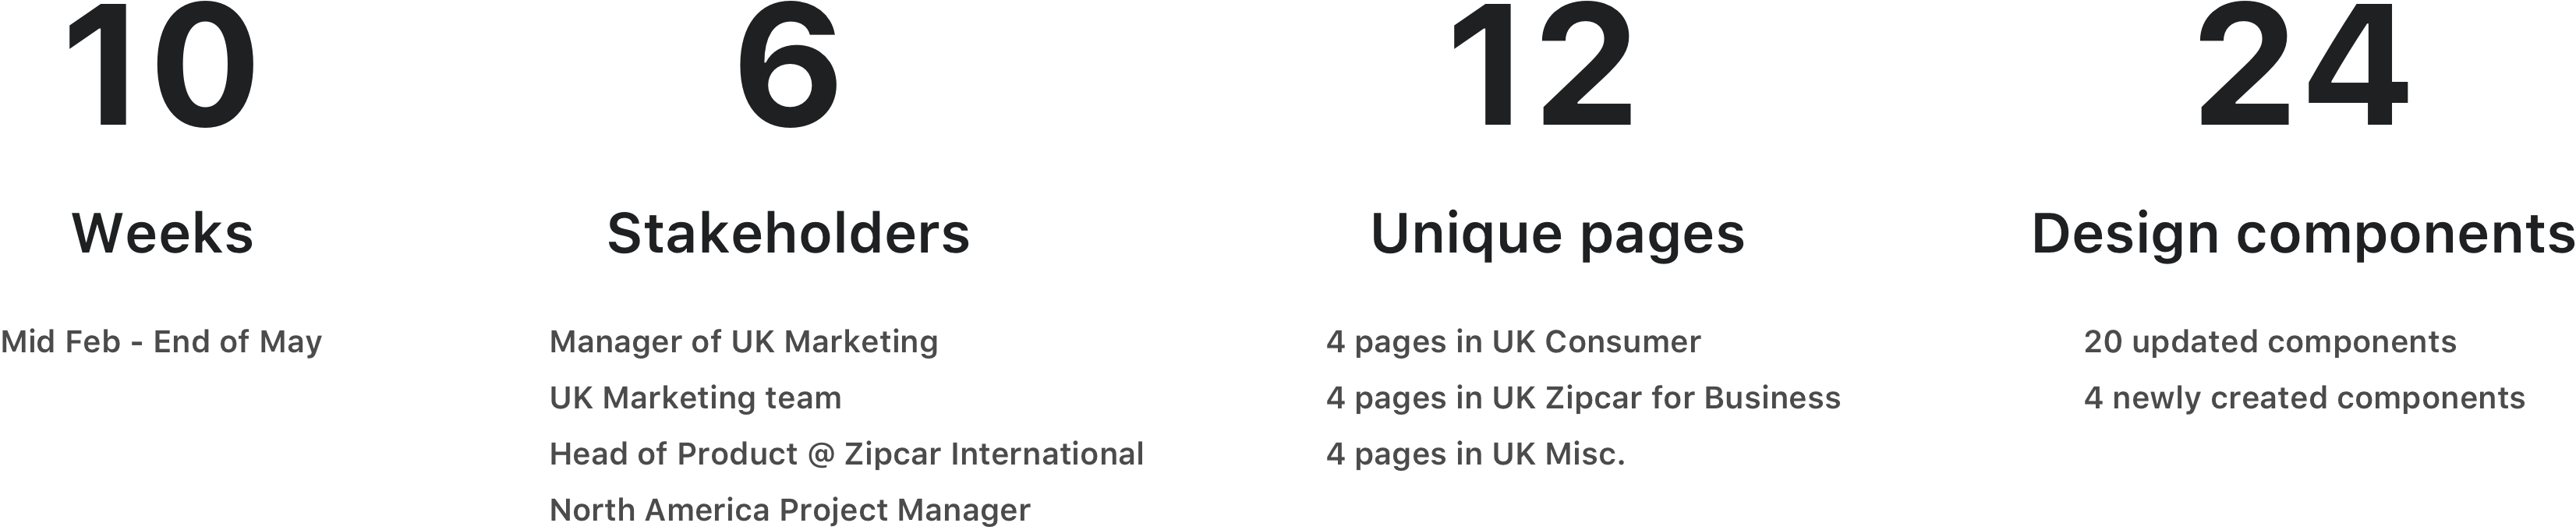 10
Weeks
Mid Feb - End of May
6
Stakeholders
Manager of UK Marketing
UK Marketing team
Head of Product @ Zipcar International
North America Project Manager
12
Unique pages
4 pages in UK Consumer
4 pages in UK Zipcar for Business
4 pages in UK Misc.
24
Design components
20 updated components
4 newly created components